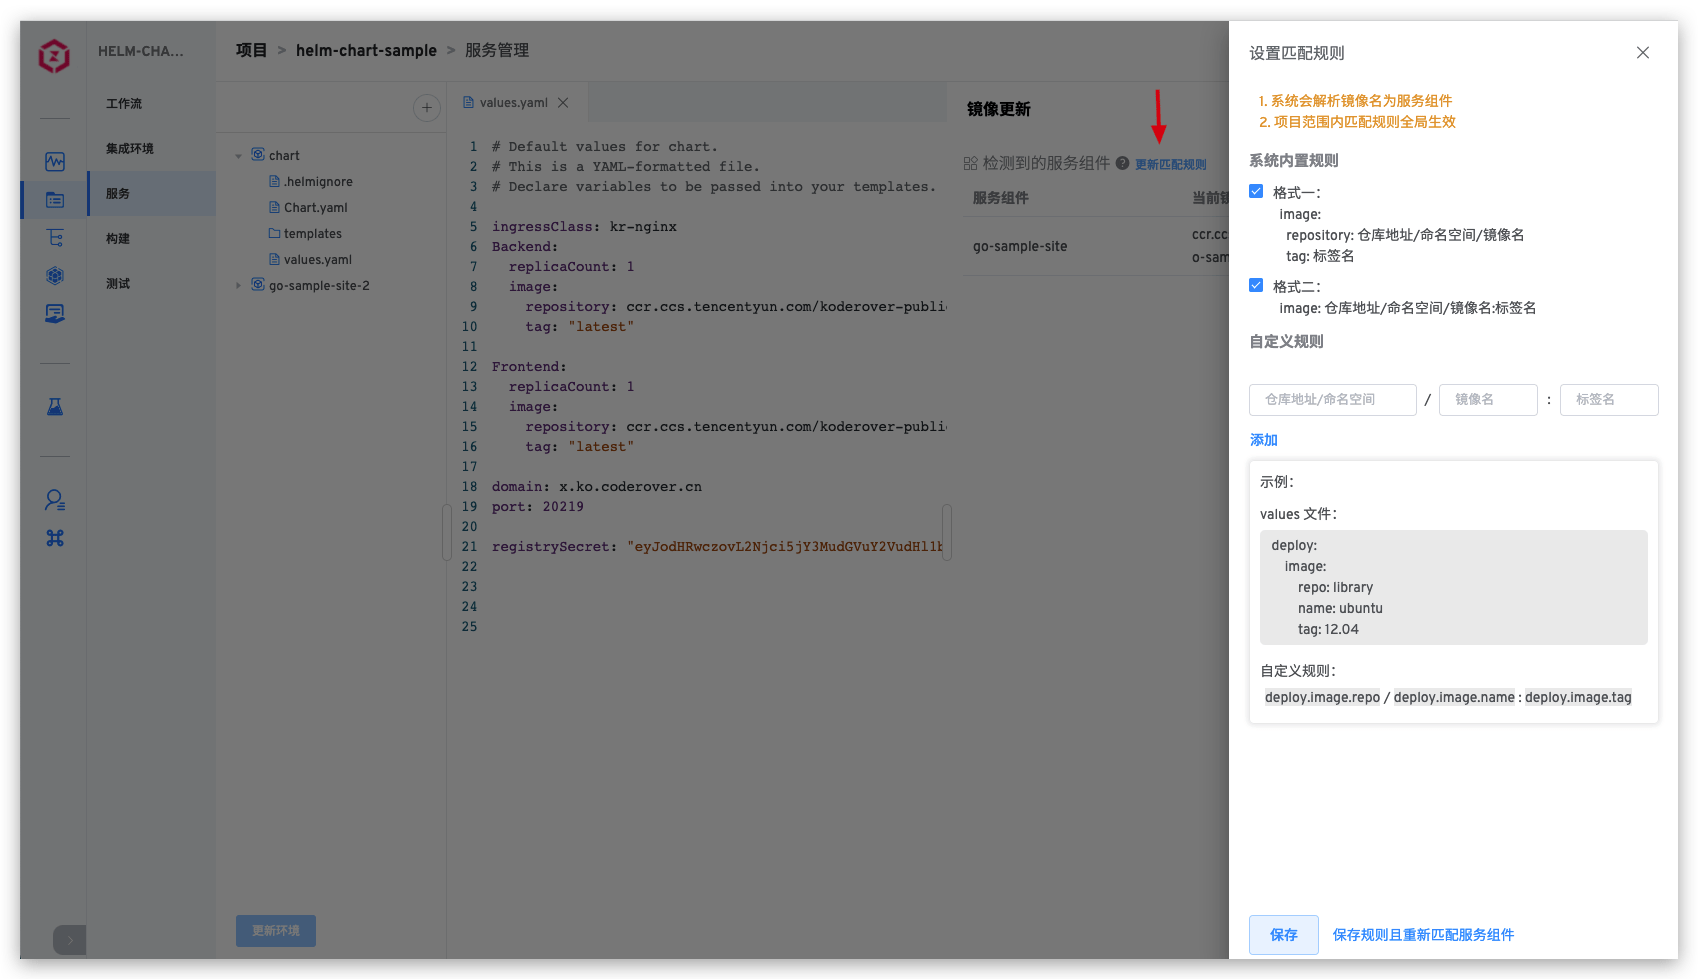 HELM-CHA...
工作流
集成环境
服务
构建
测试
项目 > helm-chart-sample > 服务管理
chart
.helmignore
Chart.yaml
templates
values.yaml
go-sample-site-2
更新环境
values.yaml
1 # Default values for chart.
2 # This is a YAML-formatted file.
3 # Declare variables to be passed into your templates.
4
5 ingressClass: kr-nginx
6 Backend:
7 replicaCount: 1
8 image:
9 repository: ccr.ccs.tencentyun.com/koderover-publi
10 tag: "latest"
11
12 Frontend:
13 replicaCount: 1
14 image:
15 repository: ccr.ccs.tencentyun.com/koderover-publi
16 tag: "latest"
17
18 domain: x.ko.coderover.cn
19 port: 20219
20
21 registrySecret: "eyJodHRwczovL2Njci5jY3MudGVuY2VudHl1b
22
23
24
25
镜像更新
检测到的服务组件 ? 更新匹配规则
服务组件 当前镜
go-sample-site
ccr.cc
o-sam
设置匹配规则
1. 系统会解析镜像名为服务组件
2. 项目范围内匹配规则全局生效
系统内置规则
格式一：
image:
repository: 仓库地址/命名空间/镜像名
tag: 标签名
格式二：
image: 仓库地址/命名空间/镜像名:标签名
自定义规则
仓库地址/命名空间 / 镜像名 : 标签名
添加
示例：
values 文件：
deploy:
image:
repo: library
name: ubuntu
tag: 12.04
自定义规则：
deploy.image.repo / deploy.image.name : deploy.image.tag
保存 保存规则且重新匹配服务组件